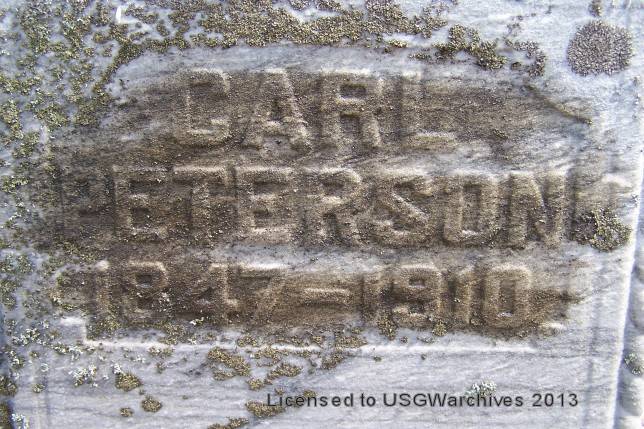 CARL
PETERSON
1847-1910
Licensed to USGWarchives 2013